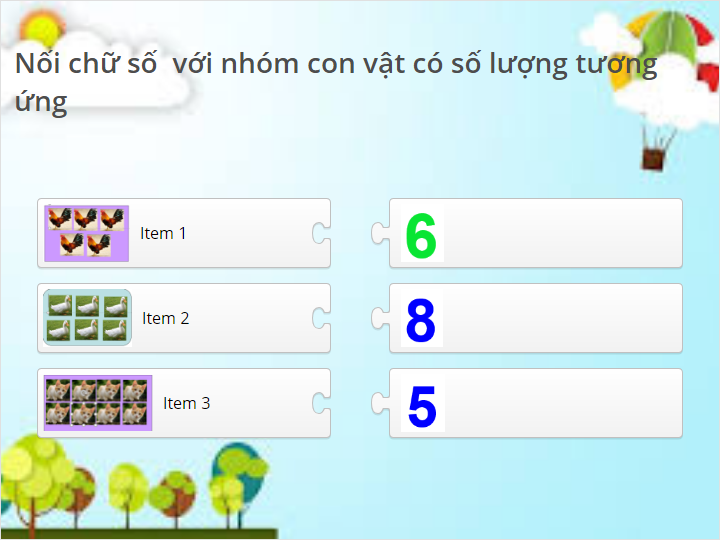 Nối chữ số  với nhóm con vật có số lượng tương
ứng
Item 1
6
Item 2
8
Item 3
5